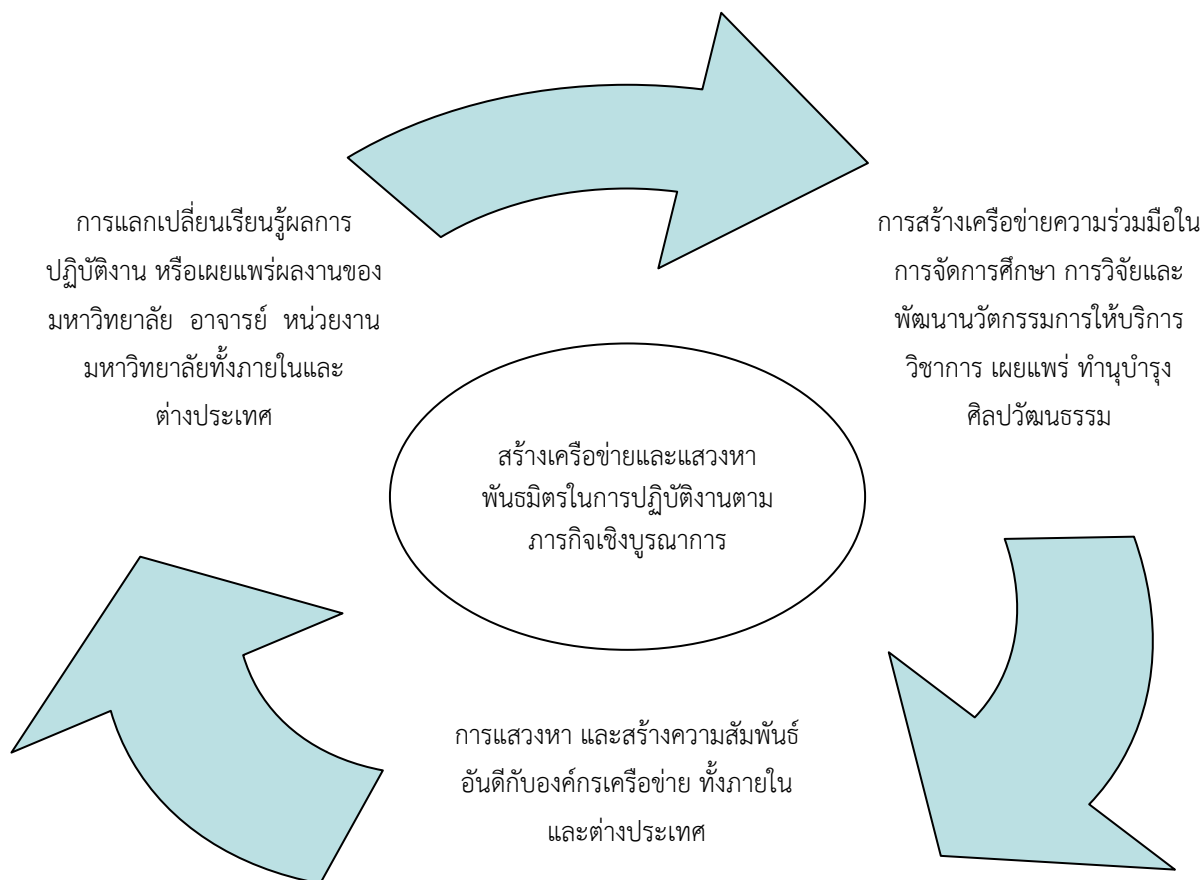 การแลกเปลี่ยนเรียนรู้ผลการ
ปฏิบัติงาน หรือเผยแพร่ผลงานของ
มหาวิทยาลัย อาจารย์ หน่วยงาน
มหาวิทยาลัยทั้งภายในและ
ต่างประเทศ
การสร้างเครือข่ายความร่วมมือใน
การจัดการศึกษา การวิจัยและ
พัฒนานวัตกรรมการให้บริการ
วิชาการ เผยแพร่ ทำนุบำรุง
ศิลปวัฒนธรรม
สร้างเครือข่ายและแสวงหา
พันธมิตรในการปฏิบัติงานตาม
ภารกิจเชิงบูรณาการ
การแสวงหา และสร้างความสัมพันธ์
อันดีกับองค์กรเครือข่าย ทั้งภายใน
และต่างประเทศ